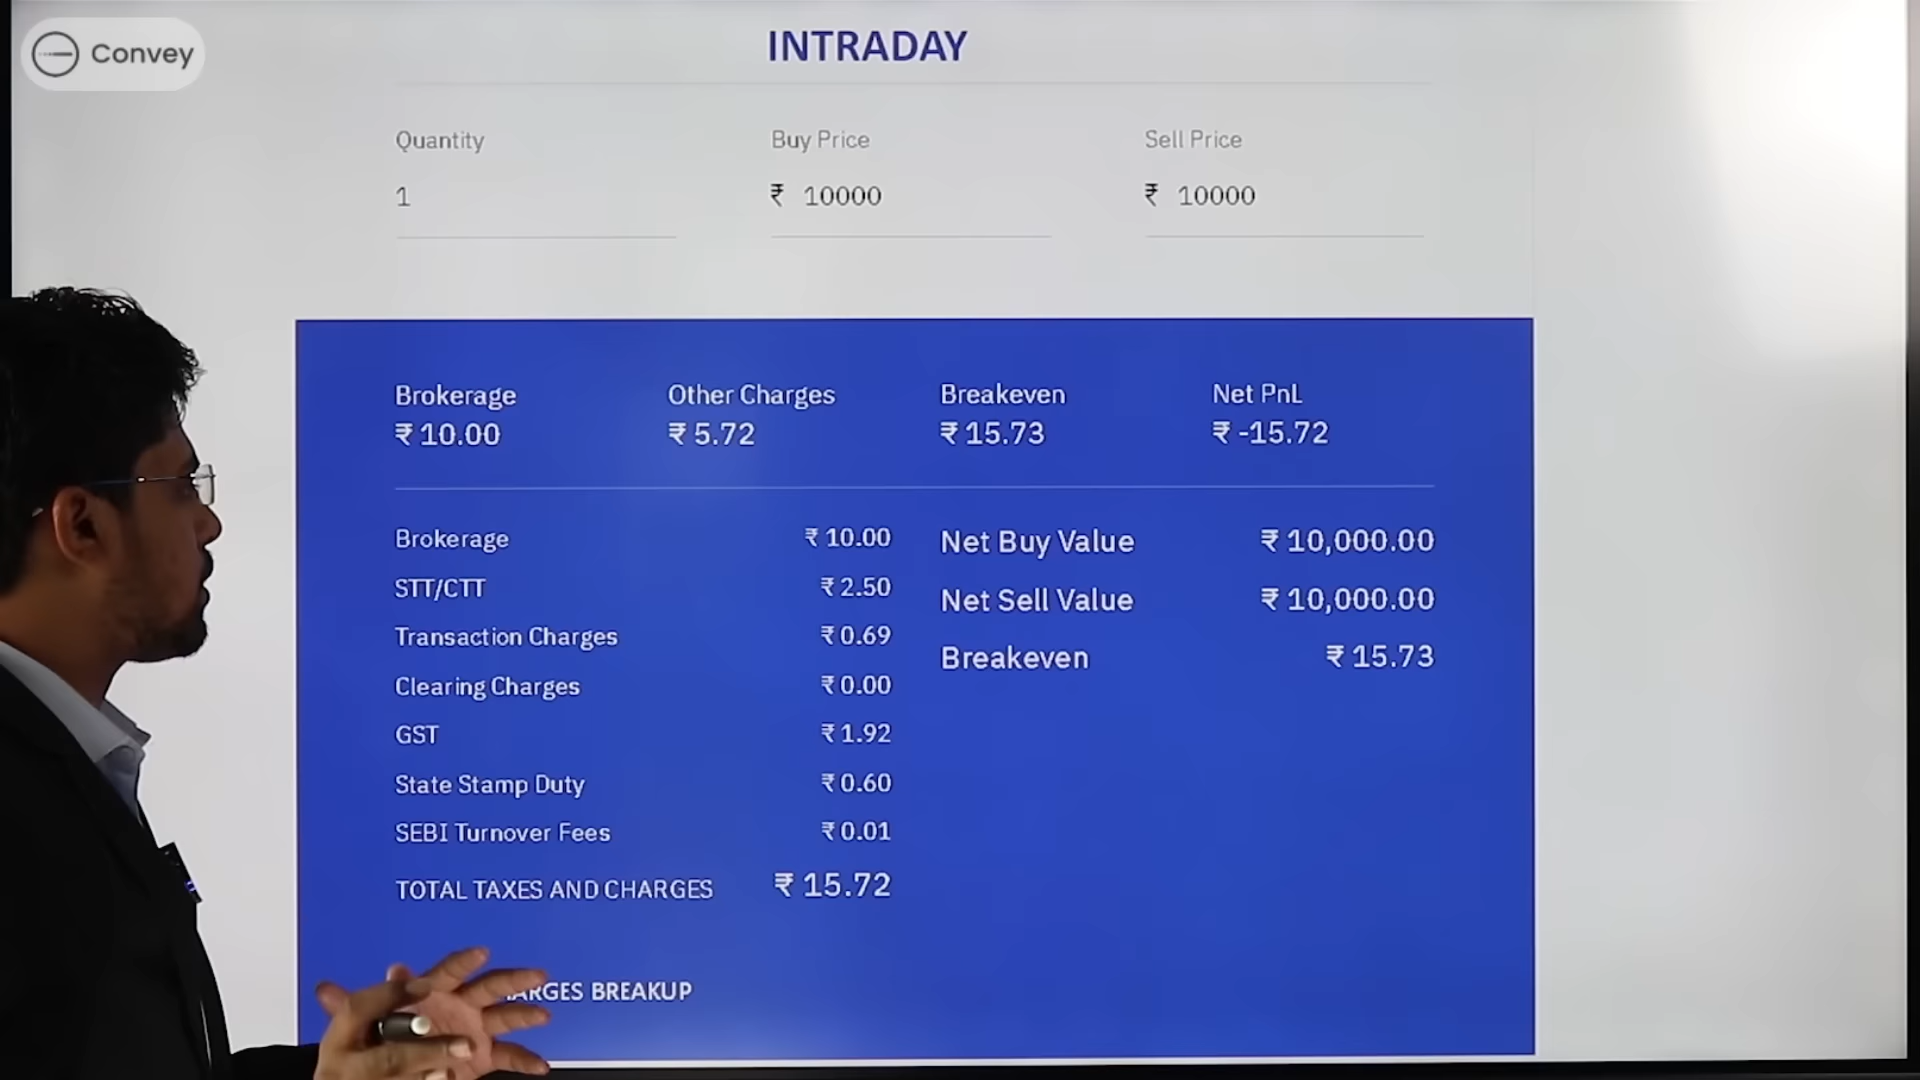 Convey
INTRADAY
Quantity Buy Price Sell Price
1 ₹ 10000 ₹ 10000
Brokerage Other Charges Breakeven Net PnL
₹ 10.00 ₹ 5.72 ₹ 15.73 ₹ -15.72
Brokerage ₹ 10.00
STT/CTT ₹ 2.50
Transaction Charges ₹ 0.69
Clearing Charges ₹ 0.00
GST ₹ 1.92
State Stamp Duty ₹ 0.60
SEBI Turnover Fees ₹ 0.01
TOTAL TAXES AND CHARGES ₹ 15.72
Net Buy Value ₹ 10,000.00
Net Sell Value ₹ 10,000.00
Breakeven ₹ 15.73
BREAKUP